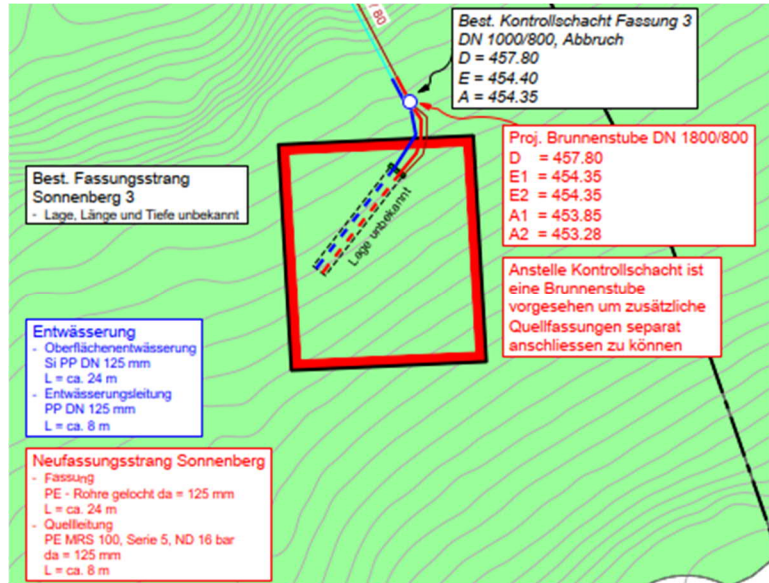 / 80
Best. Kontrollschacht Fassung 3
DN 1000/800, Abbruch
D = 457.80
E = 454.40
A = 454.35
Proj. Brunnenstube DN 1800/800
D = 457.80
E1 = 454.35
E2 = 454.35
A1 = 453.85
A2 = 453.28
Best. Fassungsstrang
Sonnenberg 3
- Lage, Länge und Tiefe unbekannt
Lage unbekannt
Anstelle Kontrollschacht ist
eine Brunnenstube
vorgesehen um zusätzliche
Quellfassungen separat
anschliessen zu können
Entwässerung
- Oberflächenentwässerung
Si PP DN 125 mm
L = ca. 24 m
- Entwässerungsleitung
PP DN 125 mm
L = ca. 8 m
Neufassungsstrang Sonnenberg
- Fassung
PE - Rohre gelocht da = 125 mm
L = ca. 24 m
- Quellleitung
PE MRS 100, Serie 5, ND 16 bar
da = 125 mm
L = ca. 8 m